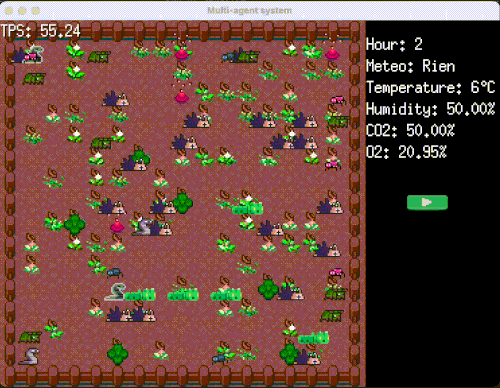 Multi-agent system
TPS: 55.24
Hour: 2
Meteo: Rien
Temperature: 6°C
Humidity: 50.00%
CO2: 50.00%
O2: 20.95%